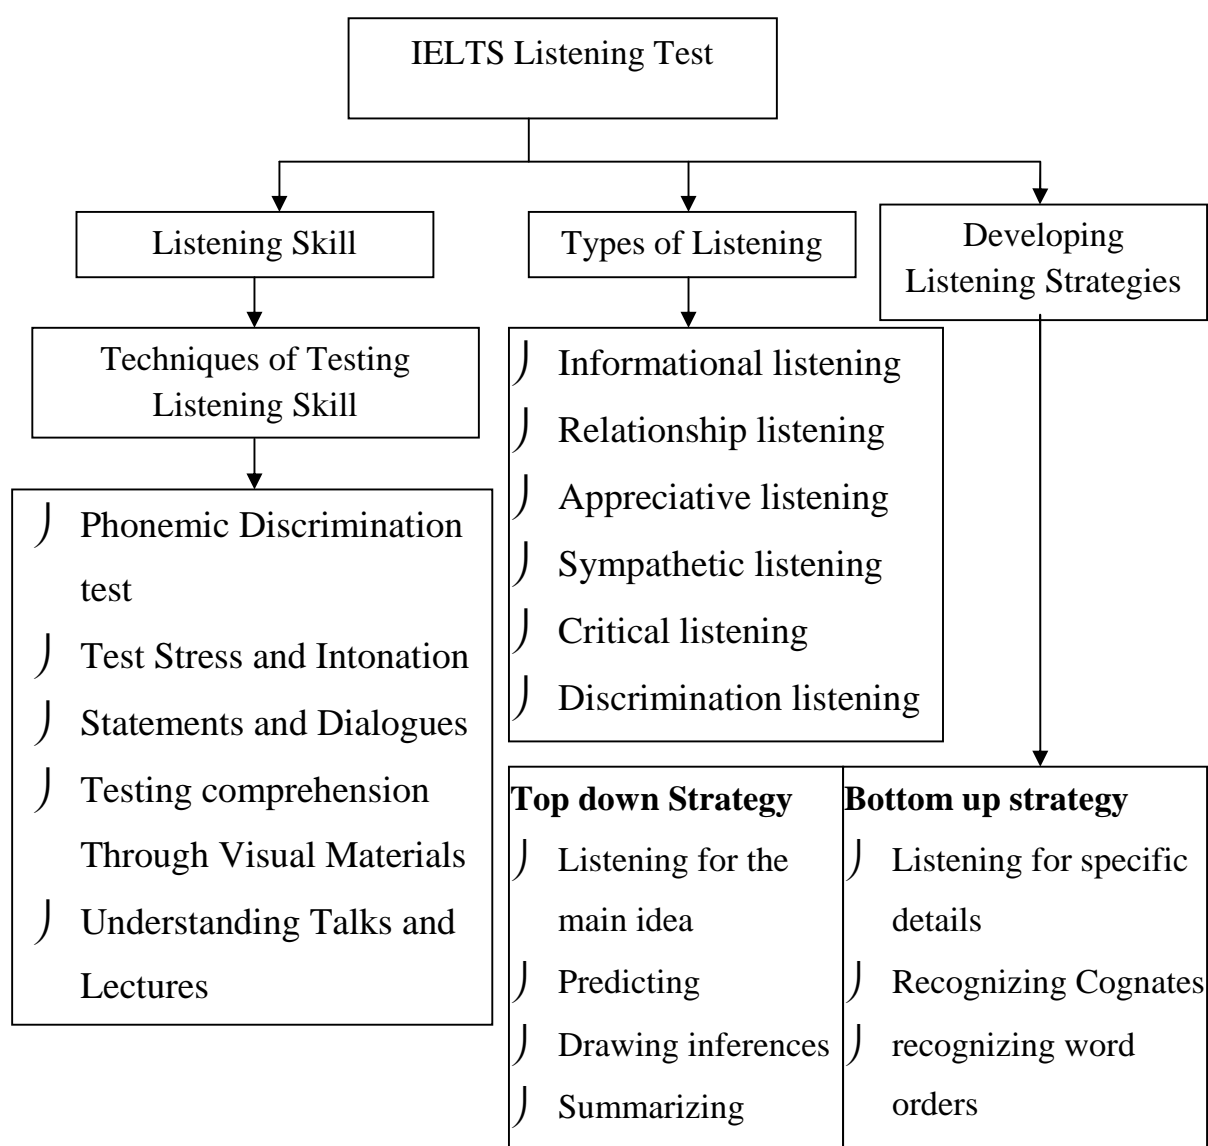 IELTS Listening Test
Listening Skill
Types of Listening
Developing
Listening Strategies
Techniques of Testing
Listening Skill
Phonemic Discrimination
test
Test Stress and Intonation
Statements and Dialogues
Testing comprehension
Through Visual Materials
Understanding Talks and
Lectures
Informational listening
Relationship listening
Appreciative listening
Sympathetic listening
Critical listening
Discrimination listening
Top down Strategy
Listening for the
main idea
Predicting
Drawing inferences
Summarizing
Bottom up strategy
Listening for specific
details
Recognizing Cognates
recognizing word
orders